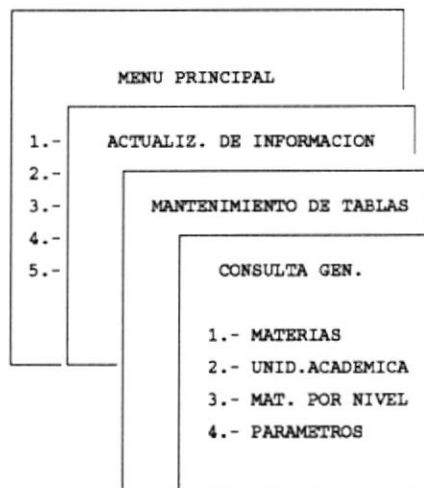 MENU PRINCIPAL
1.- ACTUALIZ. DE INFORMACION
2.-
3.- MANTENIMIENTO DE TABLAS
4.-
5.- CONSULTA GEN.
1.- MATERIAS
2.- UNID.ACADEMICA
3.- MAT. POR NIVEL
4.- PARAMETROS